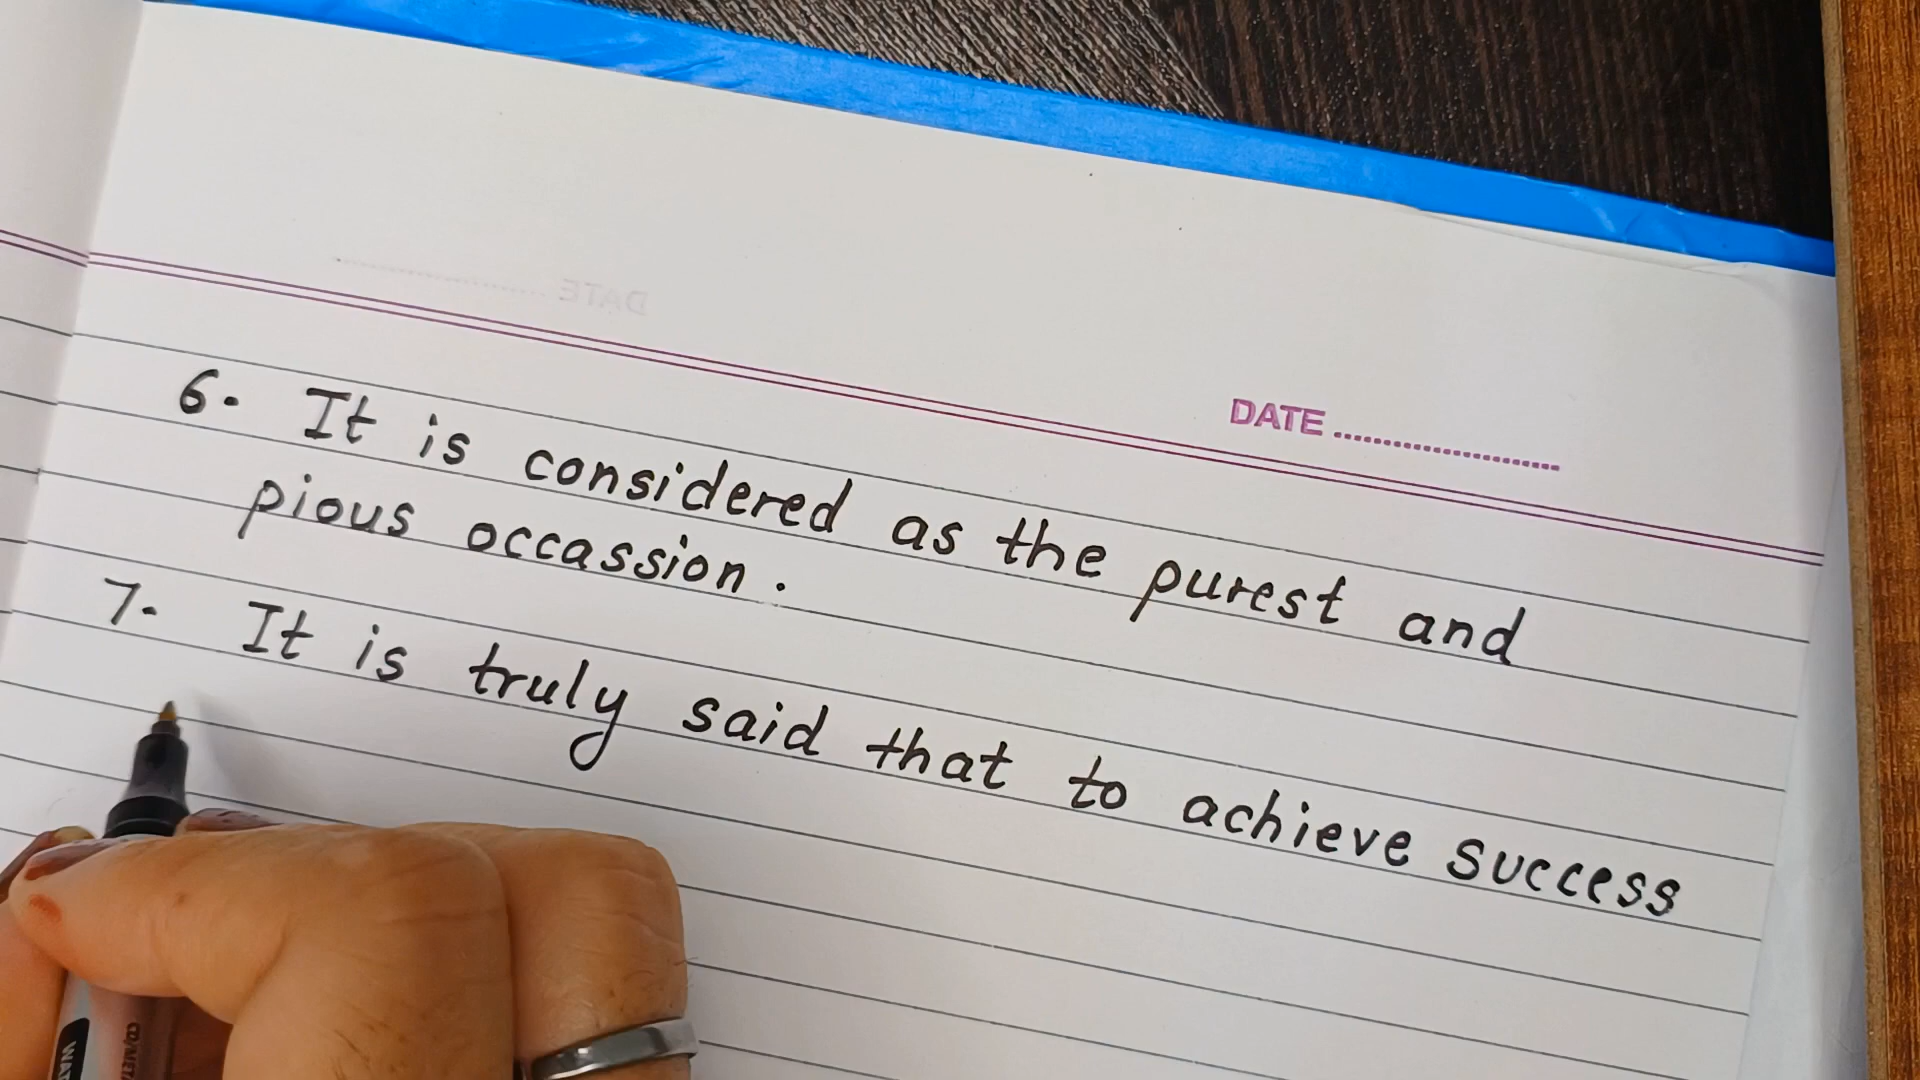 DATE ......................
6. It is considered as the purest and
pious occassion.
7. It is truly said that to achieve success